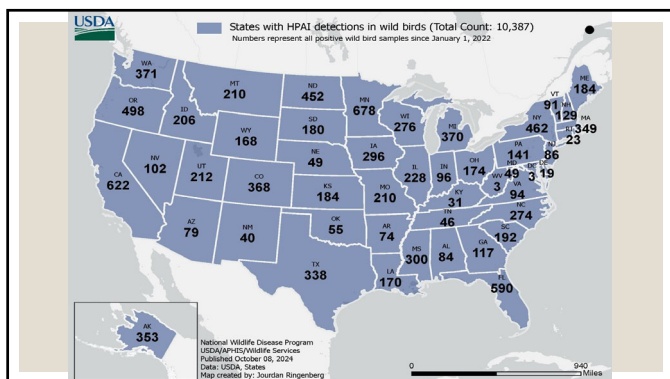 USDA
States with HPAI detections in wild birds (Total Count: 10,387)
Numbers represent all positive wild bird samples since January 1, 2022
WA
371
MT
210
ND
452
MN
678
ME
184
VT
91
NH
129
OR
498
ID
206
SD
180
WI
276
MI
370
NY
462
MA
349
RI
23
WY
168
NE
49
IA
296
PA
141
NJ
86
NV
102
UT
212
CO
368
KS
184
MO
210
IL
228
IN
96
OH
174
WV
3
MD
49
DC
3
DE
19
CA
622
KY
31
VA
94
AZ
79
NM
40
OK
55
AR
74
TN
46
NC
274
SC
192
TX
338
LA
170
MS
300
AL
84
GA
117
FL
590
AK
353
National Wildlife Disease Program
USDA/APHIS/Wildlife Services
Published October 08, 2024
Data: USDA, States
Map created by: Jourdan Ringenberg
0
940
Miles